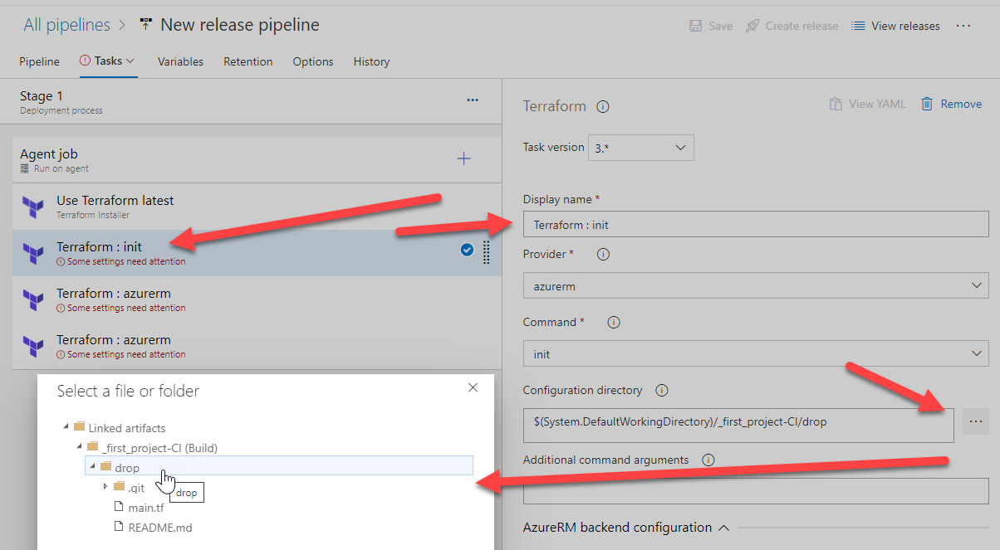 All pipelines > New release pipeline
Save Create release View releases ...
Pipeline Tasks Variables Retention Options History
Stage 1
Deployment process
...
Agent job
Run on agent
Use Terraform latest
Terraform Installer
Terraform : init
Some settings need attention
Terraform : azurerm
Some settings need attention
Terraform : azurerm
Some settings need attention
Select a file or folder
Linked artifacts
_first_project-CI (Build)
drop
.git
drop
main.tf
README.md
Terraform
View YAML Remove
Task version 3.*
Display name *
Terraform : init
Provider *
azurerm
Command *
init
Configuration directory
$(System.DefaultWorkingDirectory)/_first_project-CI/drop
...
Additional command arguments
AzureRM backend configuration